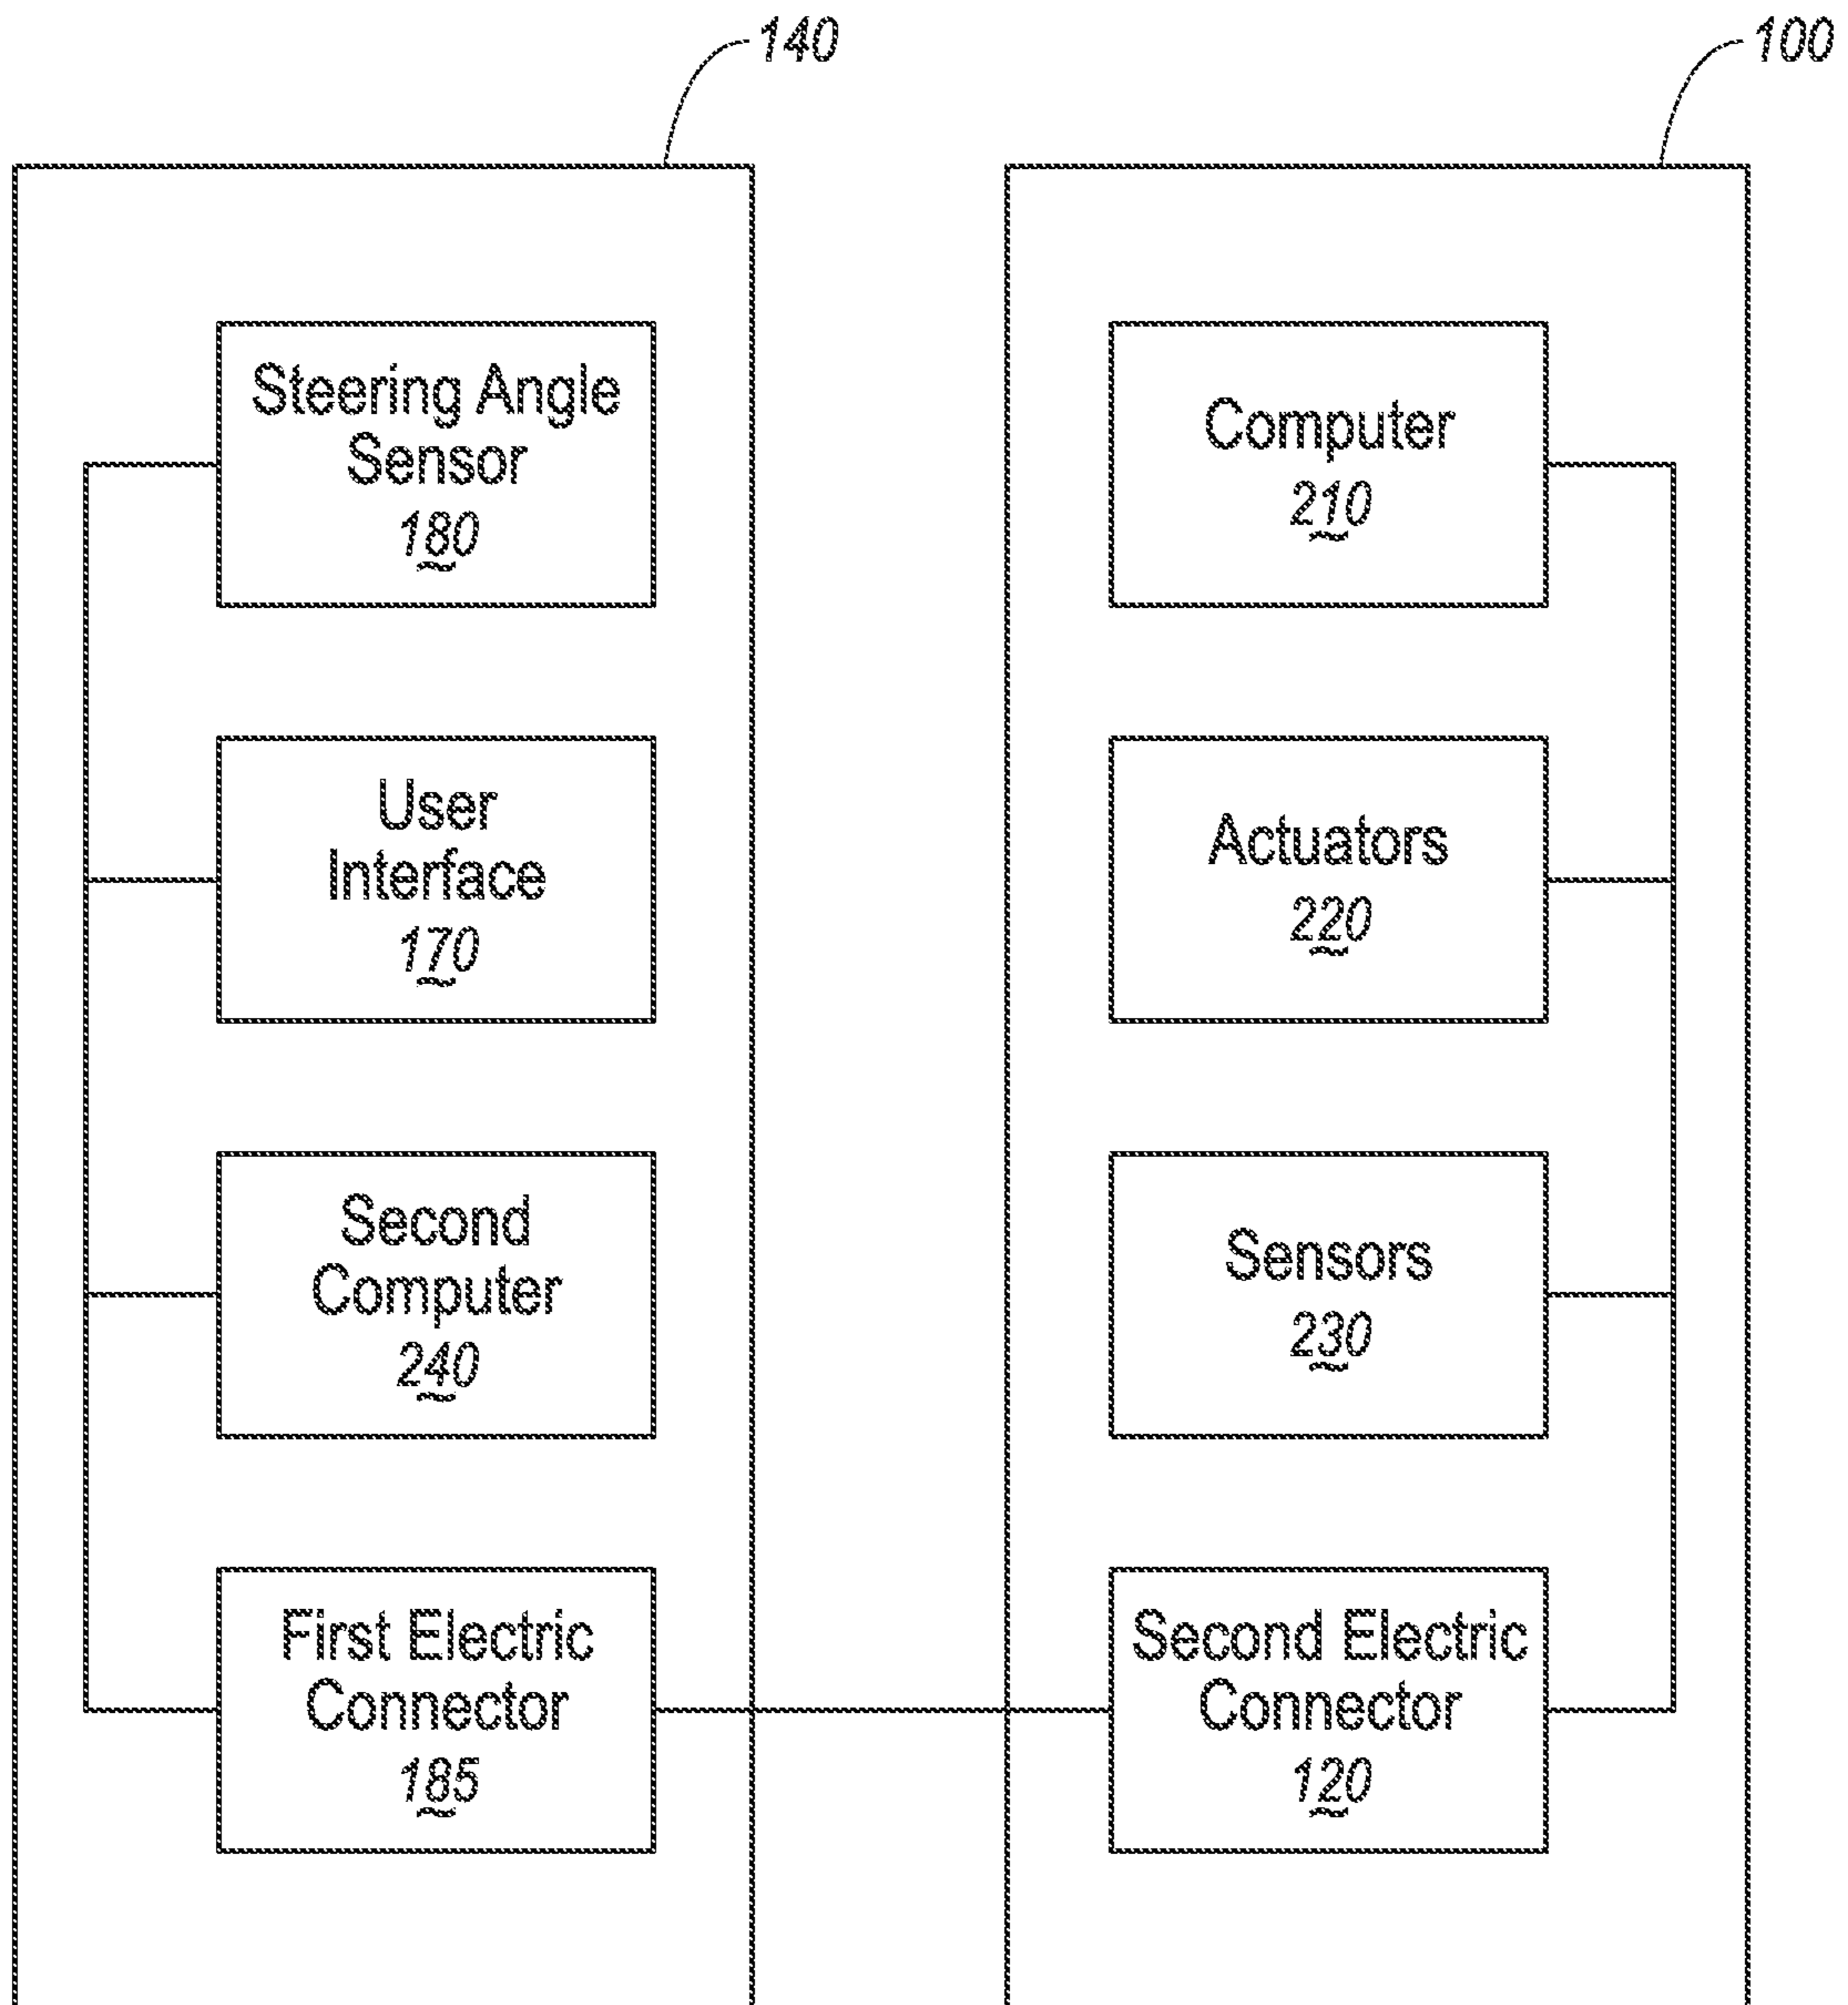 140
100
Steering Angle
Sensor
180
User
Interface
170
Second
Computer
240
First Electric
Connector
185
Computer
210
Actuators
220
Sensors
230
Second Electric
Connector
120